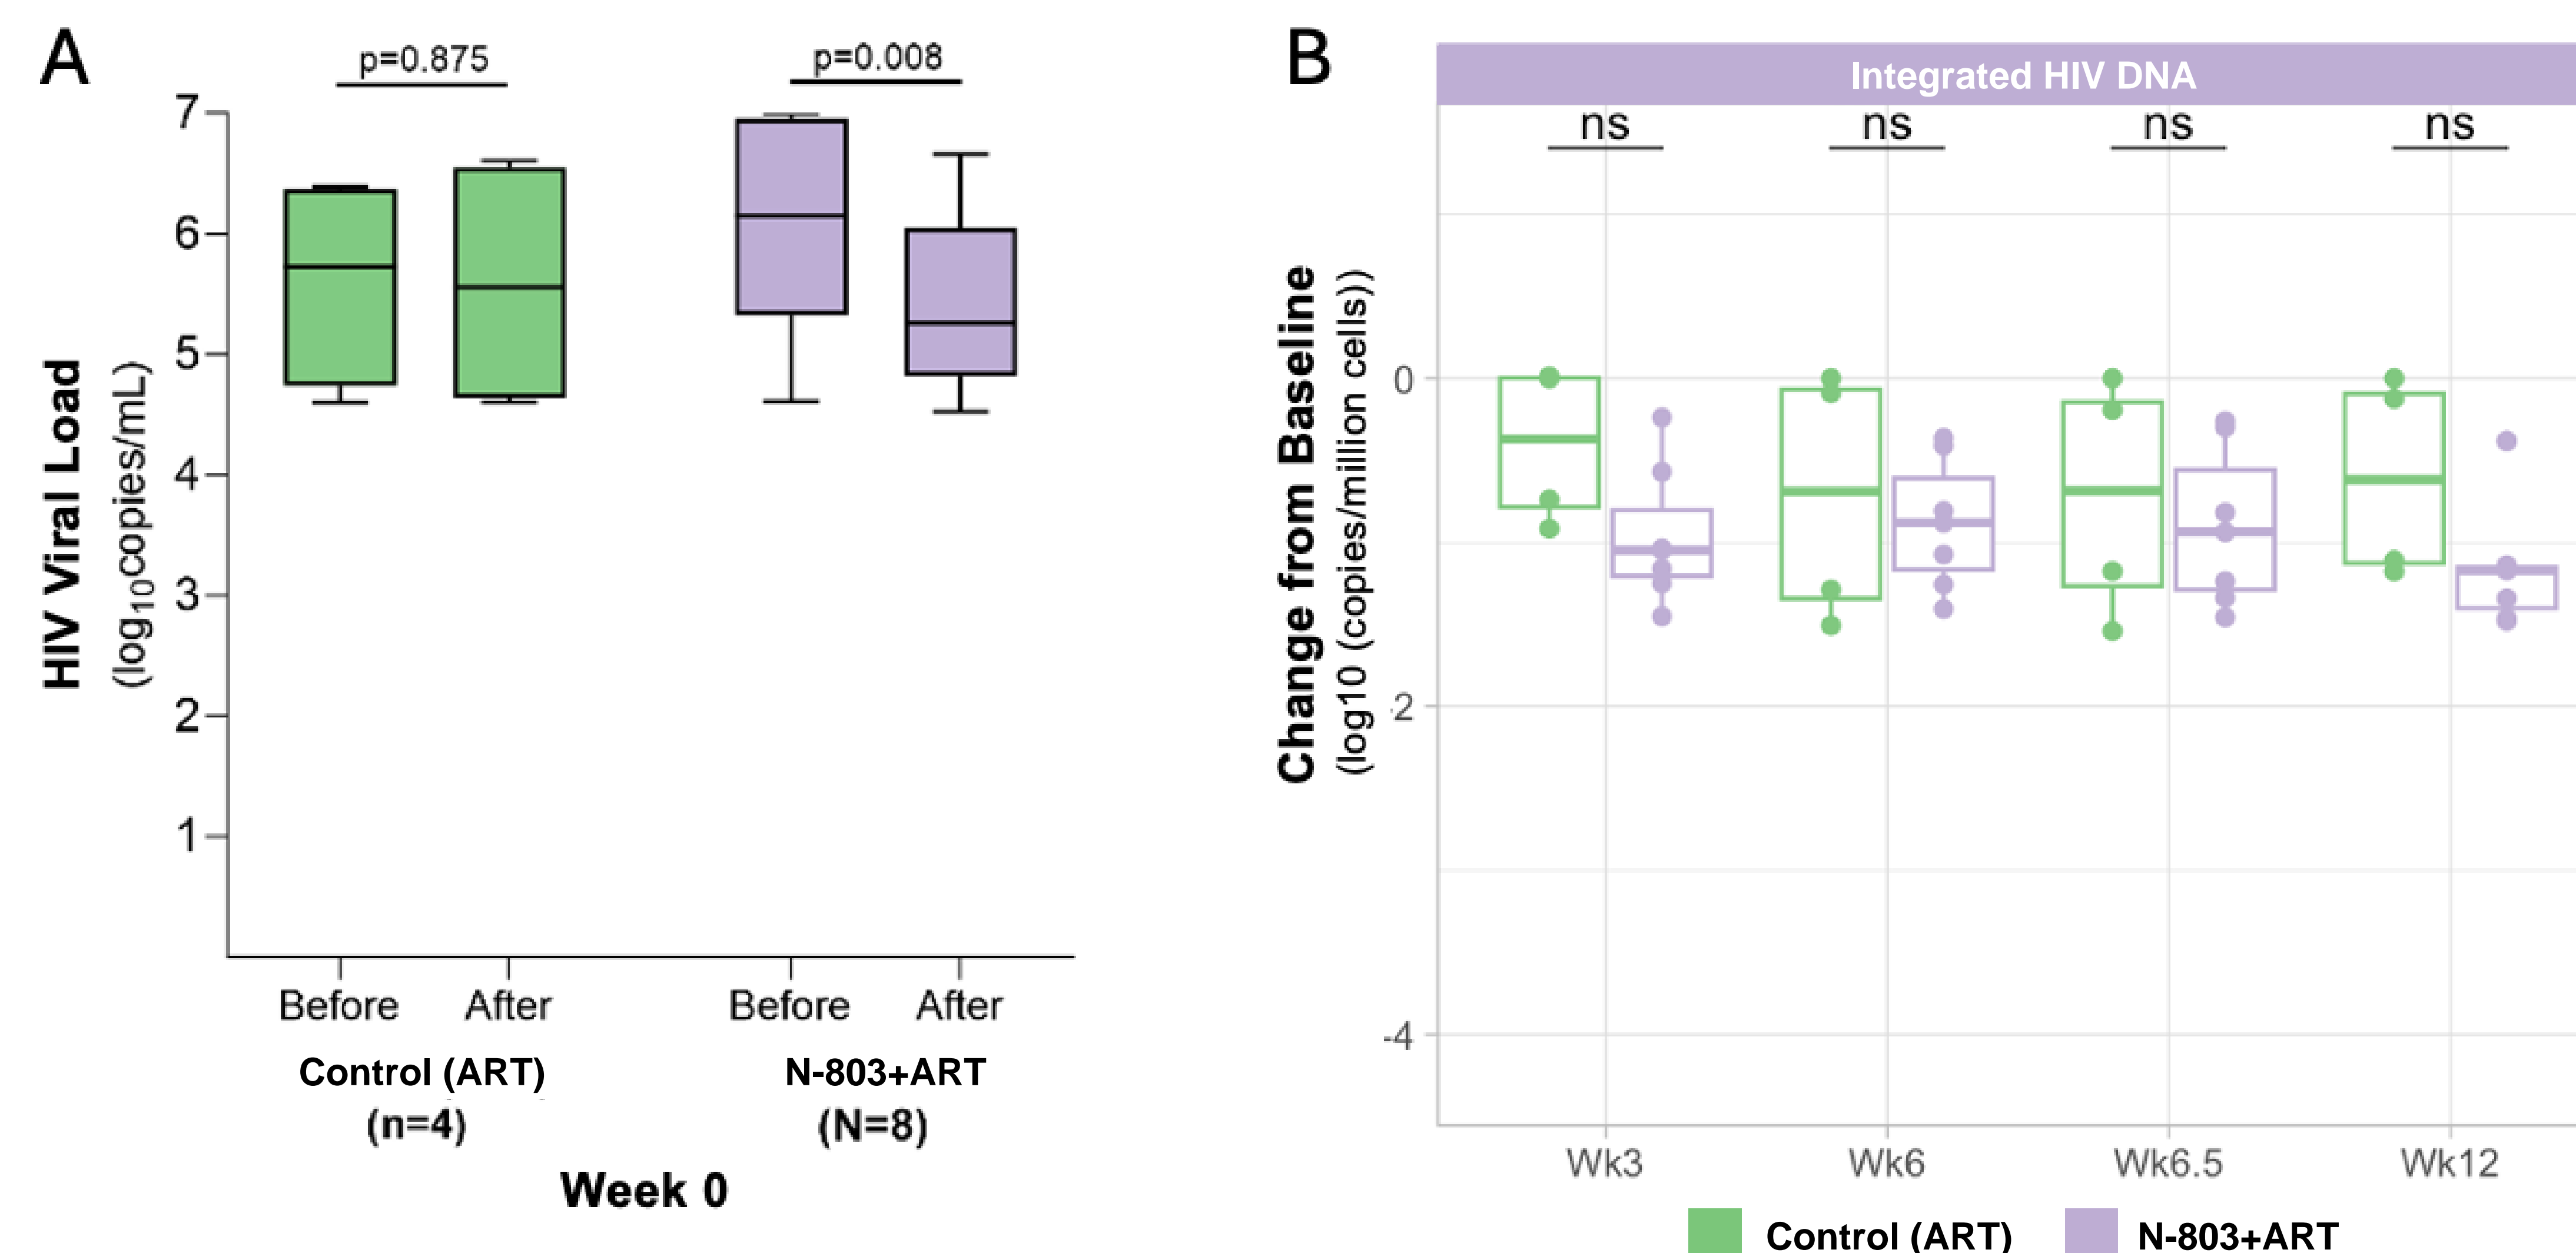 A
p=0.875
p=0.008
7
6
5
4
3
2
1
HIV Viral Load
(log10copies/mL)
Before After
Before After
Control (ART)
N-803+ART
(n=4)
(N=8)
Week 0
B
Integrated HIV DNA
ns ns ns ns
Change from Baseline
(log10 (copies/million cells))
0
-2
-4
Wk3 Wk6 Wk6.5 Wk12
Control (ART) N-803+ART